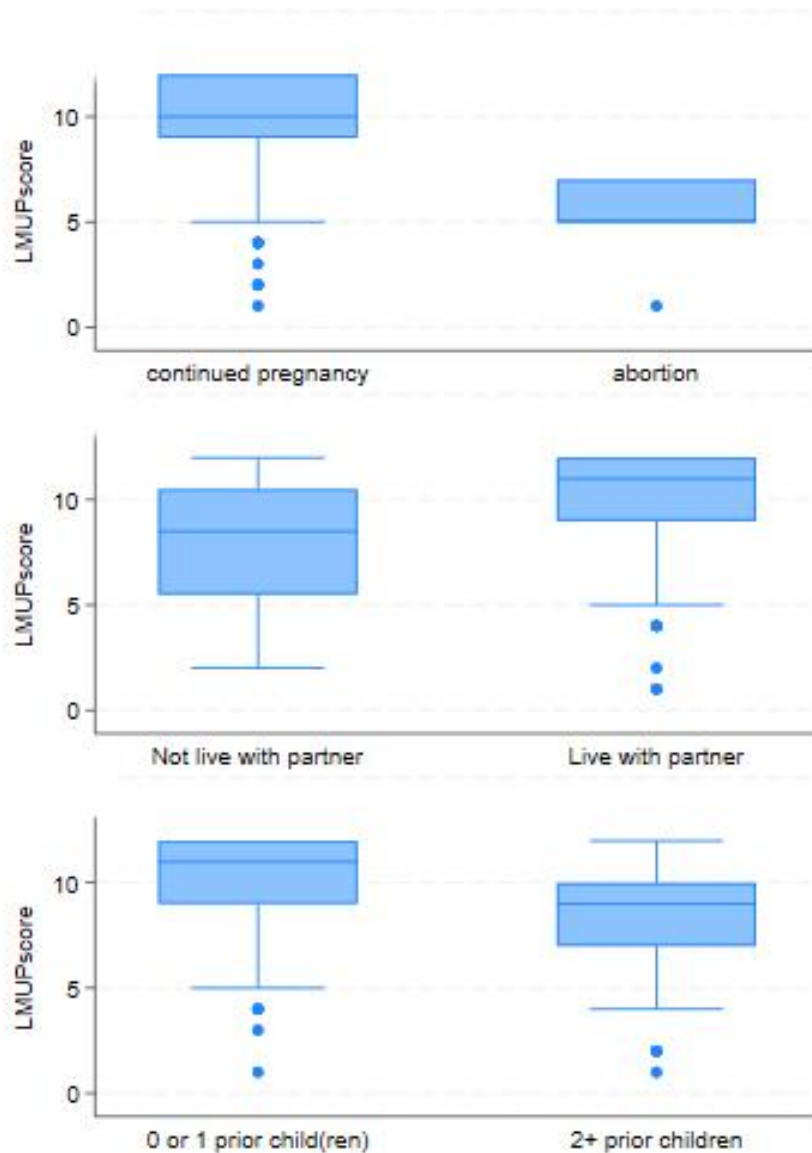 LMUPscore
10
5
0
continued pregnancy abortion
LMUPscore
10
5
0
Not live with partner Live with partner
LMUPscore
10
5
0
0 or 1 prior child(ren) 2+ prior children